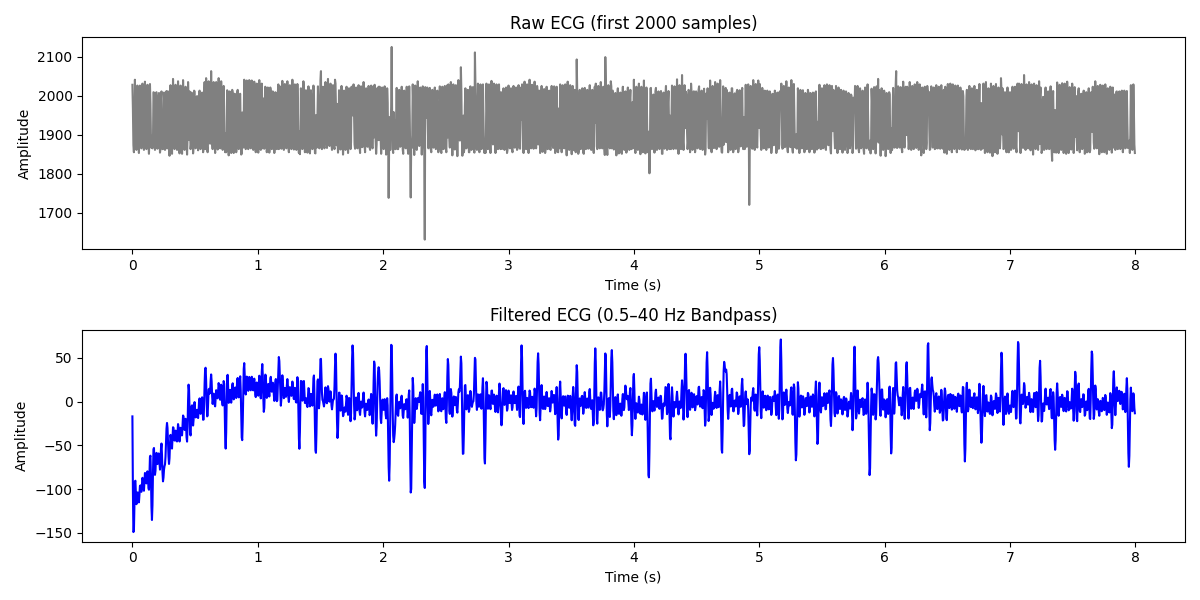 Raw ECG (first 2000 samples)
2100
2000
1900
1800
1700
Amplitude
0 1 2 3 4 5 6 7 8
Time (s)
Filtered ECG (0.5–40 Hz Bandpass)
50
0
−50
−100
−150
Amplitude
0 1 2 3 4 5 6 7 8
Time (s)